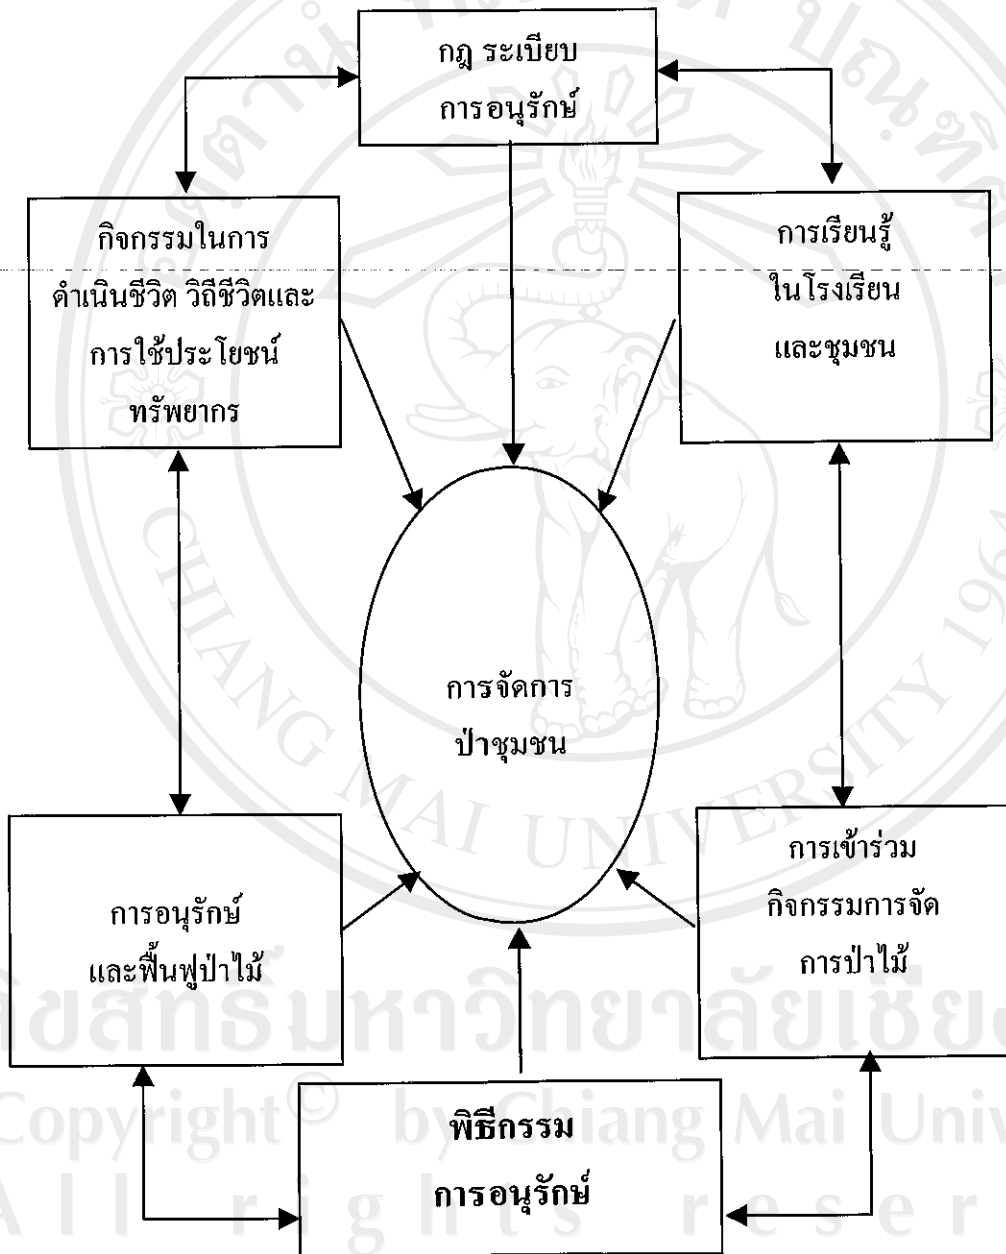 กฎ ระเบียบ
การอนุรักษ์
กิจกรรมในการ
ดำเนินชีวิต วิถีชีวิตและ
การใช้ประโยชน์
ทรัพยากร
การเรียนรู้
ในโรงเรียน
และชุมชน
การจัดการ
ป่าชุมชน
การอนุรักษ์
และฟื้นฟูป่าไม้
การเข้าร่วม
กิจกรรมการจัด
การป่าไม้
พิธีกรรม
การอนุรักษ์
CHIANG MAI UNIVERSITY 1964
ขสิทธิ์มหาวิทยาลัยเชีย
Copyright © by Chiang Mai Univ
All rights reser